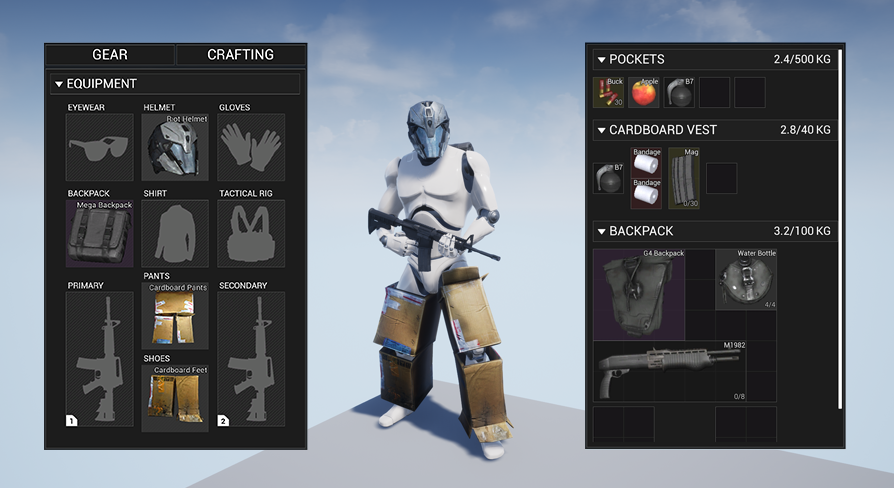 GEAR
CRAFTING
EQUIPMENT
EYEWEAR
HELMET
GLOVES
Riot Helmet
BACKPACK
SHIRT
TACTICAL RIG
Mega Backpack
PANTS
PRIMARY
Cardboard Pants
SECONDARY
SHOES
Cardboard Feet
1
2
POCKETS
2.4/500 KG
Buck
30
Apple
B7
CARDBOARD VEST
2.8/40 KG
B7
Bandage
Bandage
Mag
0/30
BACKPACK
3.2/100 KG
G4 Backpack
Water Bottle
4/4
M1982
0/8